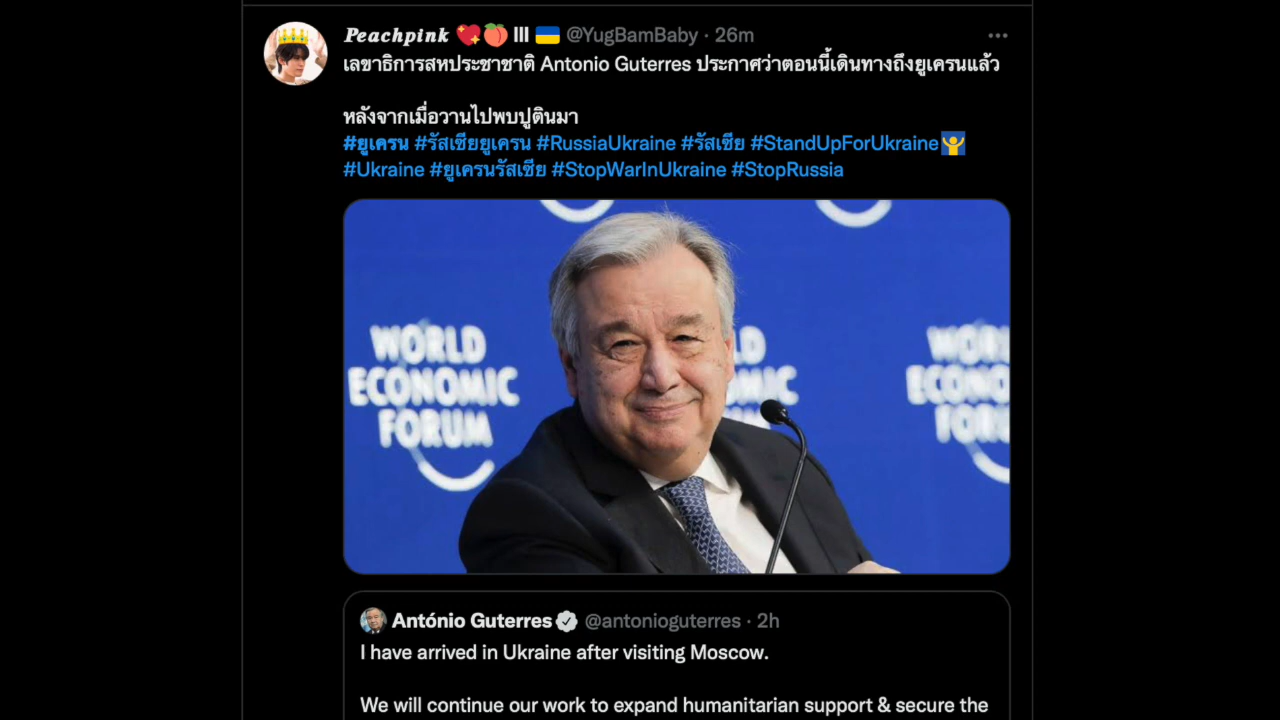 Peachpink 💖🍑 lll 🇺🇦 @YugBamBaby · 26m
เลขาธิการสหประชาชาติ Antonio Guterres ประกาศว่าตอนนี้เดินทางถึงยูเครนแล้ว
หลังจากเมื่อวานไปพบปูตินมา
#ยูเครน #รัสเซียยูเครน #RussiaUkraine #รัสเซีย #StandUpForUkraine
#Ukraine #ยูเครนรัสเซีย #StopWarInUkraine #StopRussia
WORLD
ECONOMIC
FORUM
António Guterres @antonioguterres · 2h
I have arrived in Ukraine after visiting Moscow.
We will continue our work to expand humanitarian support & secure the